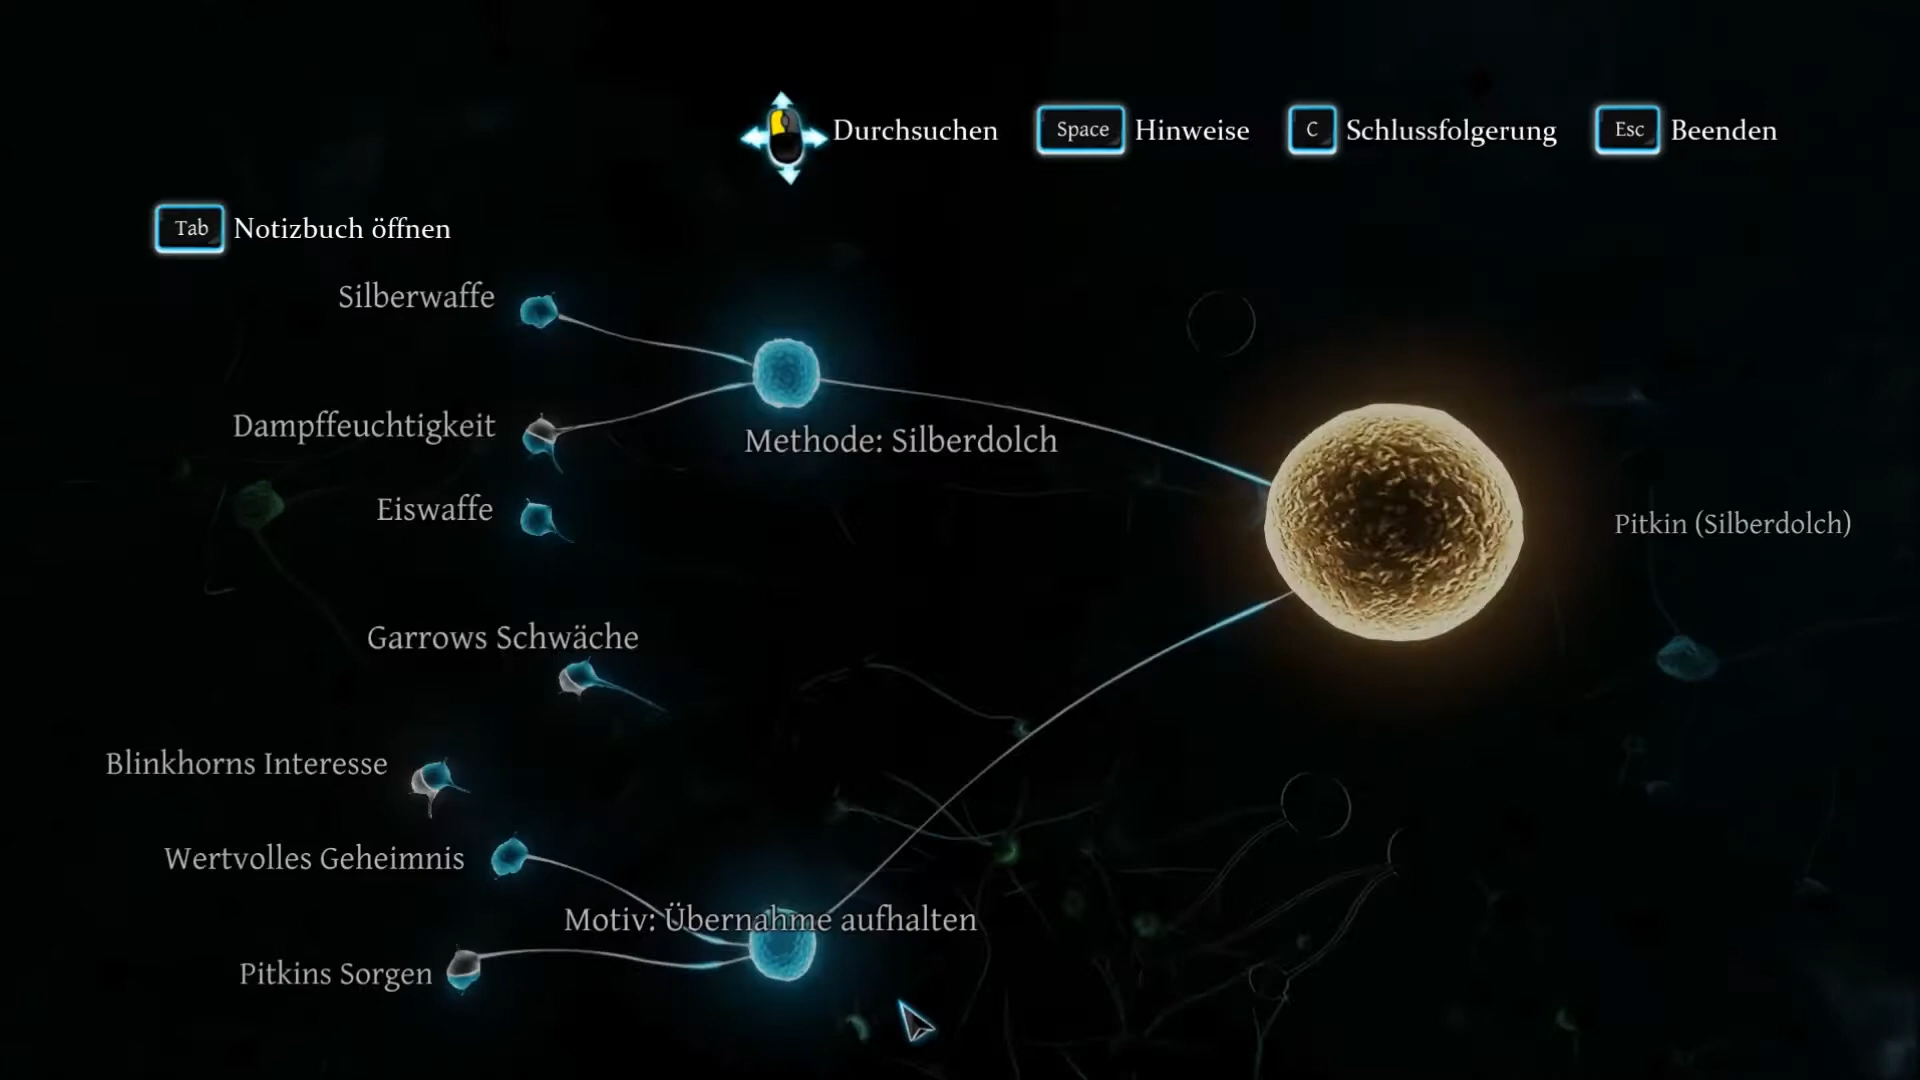 Durchsuchen
Space Hinweise
C Schlussfolgerung
Esc Beenden
Tab Notizbuch öffnen
Silberwaffe
Dampffeuchtigkeit
Methode: Silberdolch
Eiswaffe
Pitkin (Silberdolch)
Garrows Schwäche
Blinkhorns Interesse
Wertvolles Geheimnis
Motiv: Übernahme aufhalten
Pitkins Sorgen